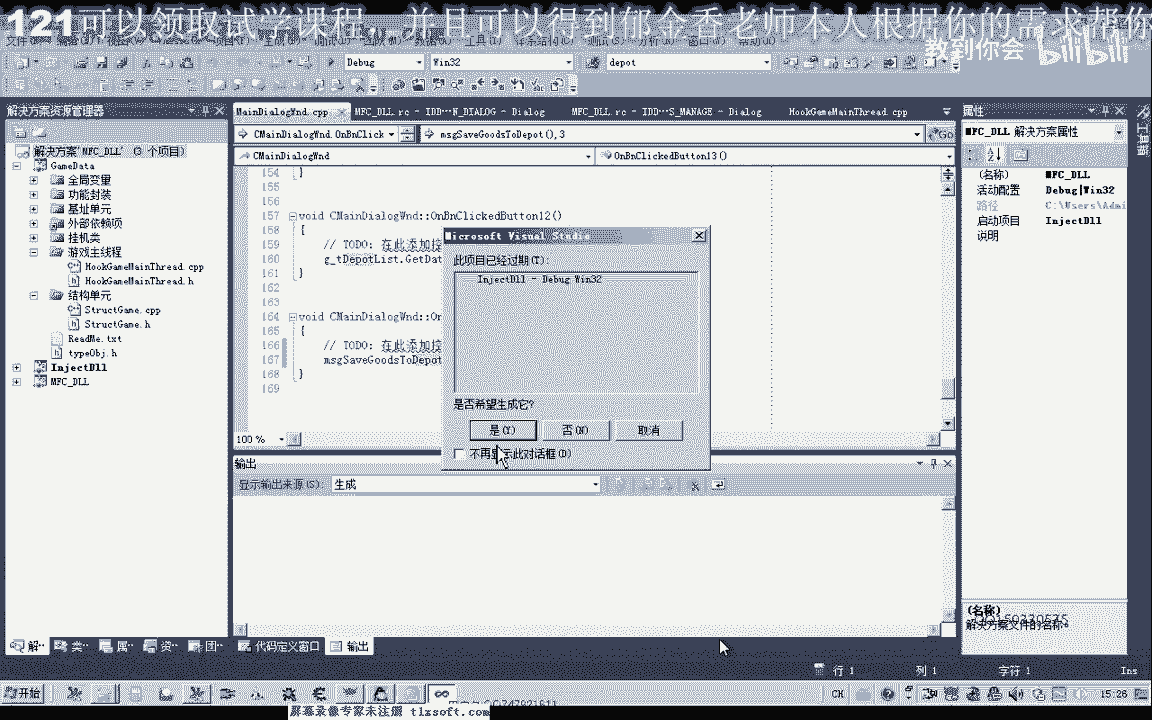 121可以领取试学课程，并且可以得到郁金香老师本人根据你的需求帮你
教到你会 bilibili
Debug
Win32
depot
解决方案资源管理器
解决方案'MFC_DLL' (3 个项目)
GameData
全局变量
功能封装
基址单元
外部依赖项
挂机类
游戏主线程
HookGameMainThread.cpp
HookGameMainThread.h
结构单元
StructGame.cpp
StructGame.h
ReadMe.txt
typeObj.h
InjectDll
MFC_DLL
MainDialogWnd.cpp
MFC_DLL.rc - IDD···N_DIALOG - Dialog
MFC_DLL.rc - IDD···S_MANAGE - Dialog
HookGameMainThread.cpp
CMainDialogWnd.OnBnClick
msgSaveGoodsToDepot(),3
Go
CMainDialogWnd
OnBnClickedButton13()
154 }
155
156
157 void CMainDialogWnd::OnBnClickedButton12()
158 {
159 // TODO: 在此添加控
160 g_tDepotList.GetDat
161 }
162
163
164 void CMainDialogWnd::On
165 {
166 // TODO: 在此添加控
167 msgSaveGoodsToDepot
168 }
169
100 %
Microsoft Visual Studio
此项目已经过期(T):
InjectDll - Debug Win32
是否希望生成它?
是(Y)
否(N)
取消
不再显示此对话框(D)
输出
显示输出来源(S):
生成
属性
MFC_DLL 解决方案属性
(名称) MFC_DLL
活动配置 Debug|Win32
路径 C:\Users\Admi
启动项目 InjectDll
说明
(名称)
解决方案文件的名称。
工具箱
解··
类··
属··
资··
团··
代码定义窗口
输出
行 1
列 1
字符 1
Ins
开始
CH
15:26
屏幕录像专家未注册 tlxsoft.com